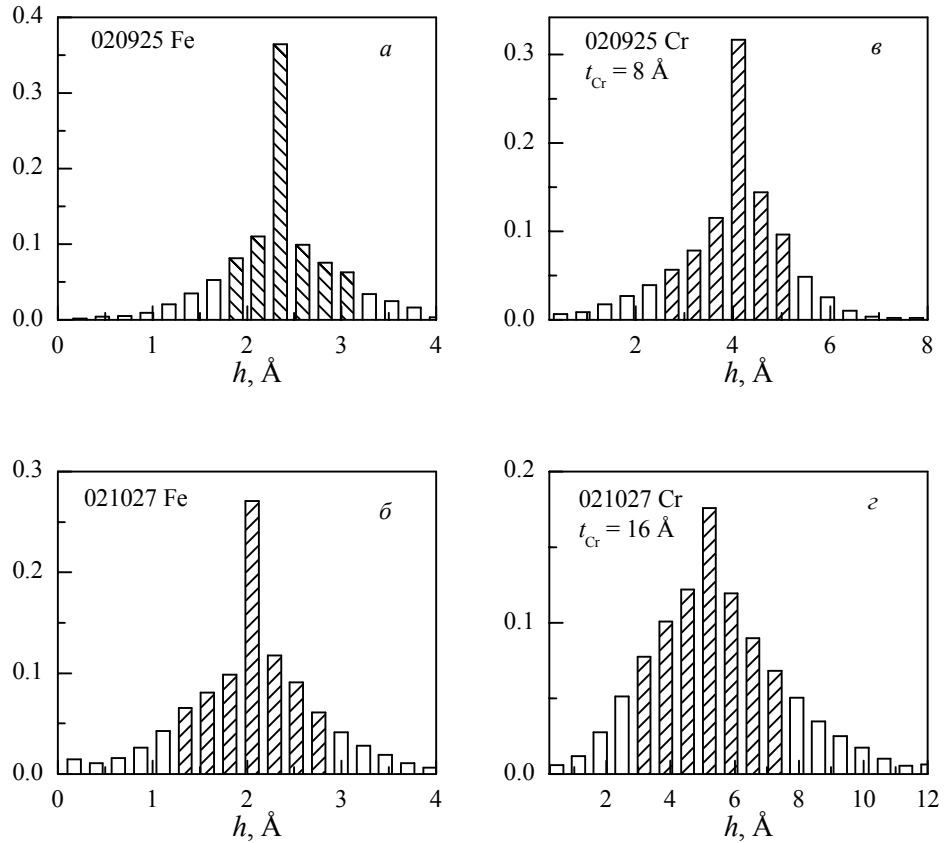 0.4
020925 Fe
а
0.3
0.2
0.1
0.0
0 1 2 3 4
h, Å
0.3
020925 Cr
в
t_Cr = 8 Å
0.2
0.1
0.0
2 4 6 8
h, Å
0.3
021027 Fe
б
0.2
0.1
0.0
0 1 2 3 4
h, Å
0.2
021027 Cr
г
t_Cr = 16 Å
0.1
0.0
2 4 6 8 10 12
h, Å